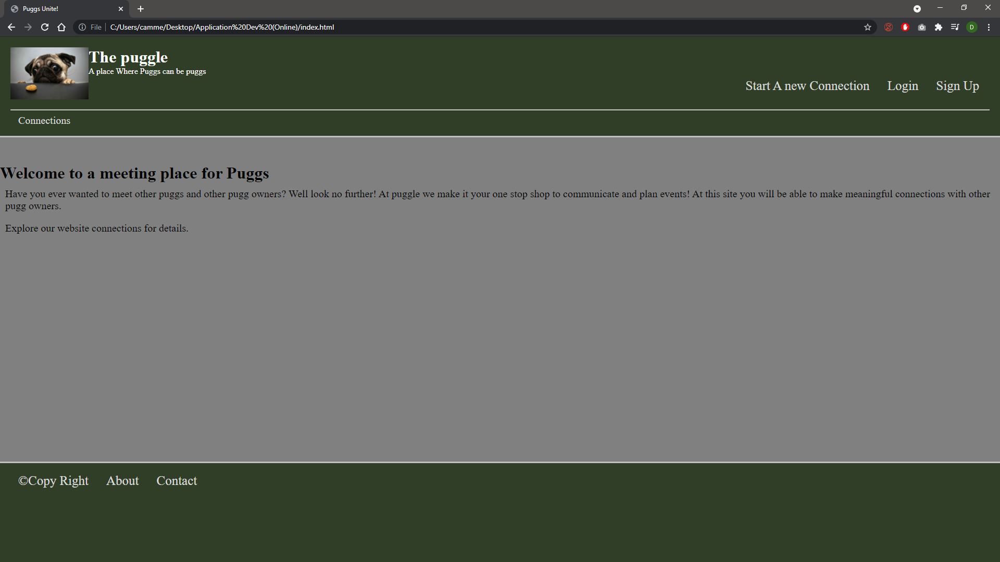 Puggs Unite!
File
C:/Users/camme/Desktop/Application%20Dev%20(Online)/index.html
D
The puggle
A place Where Puggs can be puggs
Start A new Connection Login Sign Up
Connections
Welcome to a meeting place for Puggs
Have you ever wanted to meet other puggs and other pugg owners? Well look no further! At puggle we make it your one stop shop to communicate and plan events! At this site you will be able to make meaningful connections with other
pugg owners.
Explore our website connections for details.
©Copy Right About Contact